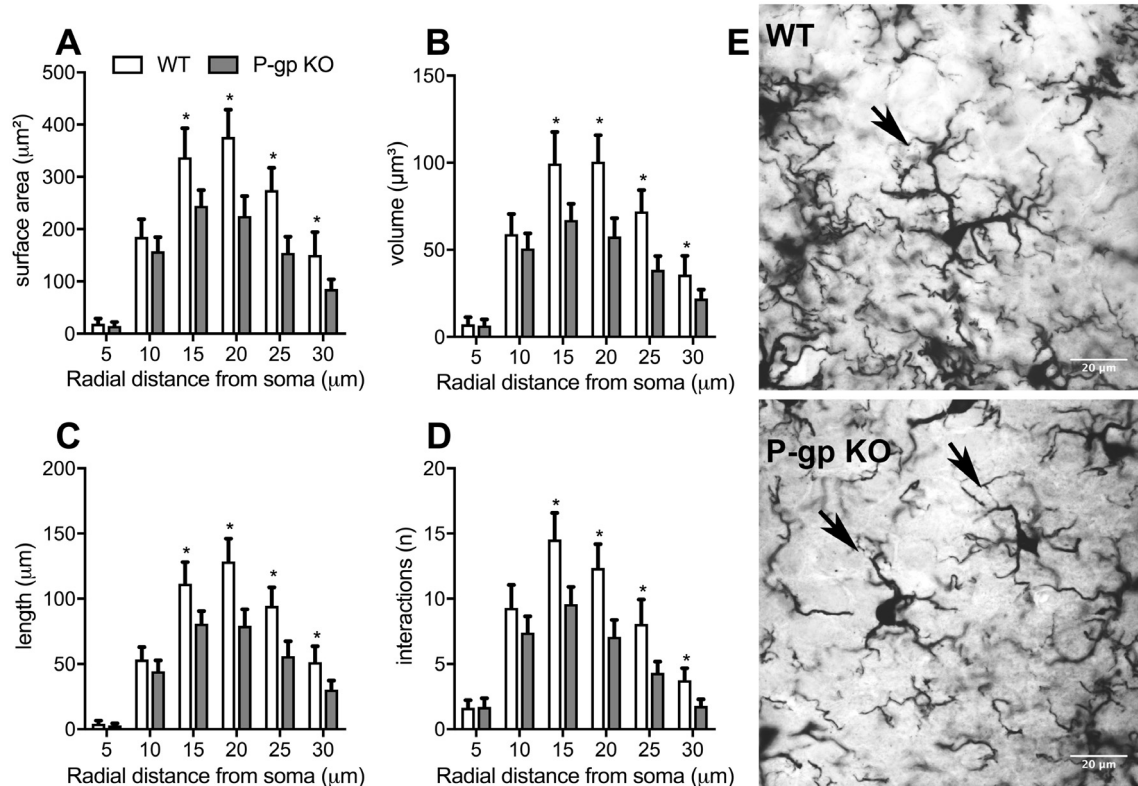 A
WT P-gp KO
surface area (μm²)
500
400
300
200
100
0
* * * *
5 10 15 20 25 30
Radial distance from soma (μm)
B
volume (μm³)
150
100
50
0
* * * *
5 10 15 20 25 30
Radial distance from soma (μm)
C
length (μm)
200
150
100
50
0
* * * *
5 10 15 20 25 30
Radial distance from soma (μm)
D
interactions (n)
20
15
10
5
0
* * * *
5 10 15 20 25 30
Radial distance from soma (μm)
E
WT
20 μm
P-gp KO
20 μm